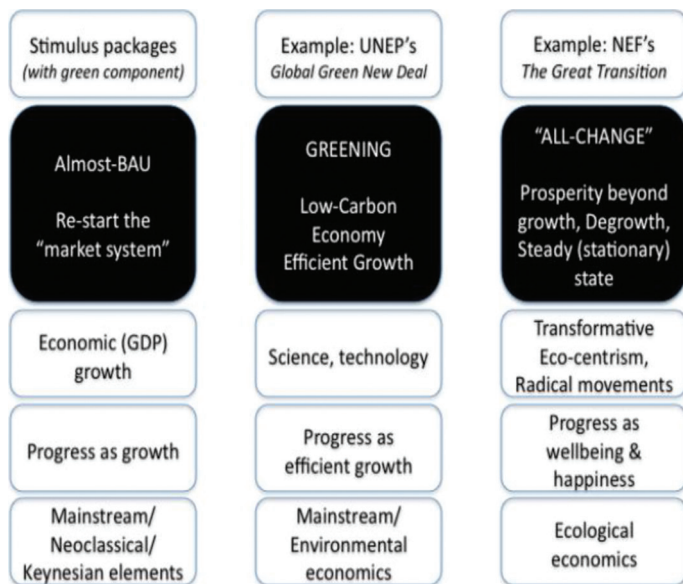 Stimulus packages
(with green component)
Almost-BAU
Re-start the
“market system”
Economic (GDP)
growth
Progress as growth
Mainstream/
Neoclassical/
Keynesian elements
Example: UNEP’s
Global Green New Deal
GREENING
Low-Carbon
Economy
Efficient Growth
Science, technology
Progress as
efficient growth
Mainstream/
Environmental
economics
Example: NEF’s
The Great Transition
“ALL-CHANGE”
Prosperity beyond
growth, Degrowth,
Steady (stationary)
state
Transformative
Eco-centrism,
Radical movements
Progress as
wellbeing &
happiness
Ecological
economics